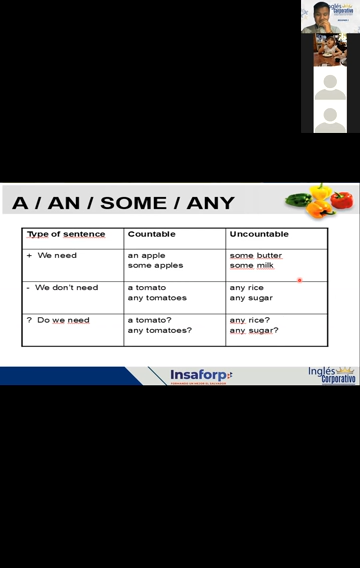 Inglés
Corporativo
A / AN / SOME / ANY
Type of sentence Countable Uncountable
+ We need an apple some butter
some apples some milk
- We don't need a tomato any rice
any tomatoes any sugar
? Do we need a tomato? any rice?
any tomatoes? any sugar?
Insaforp
Inglés
Corporativo